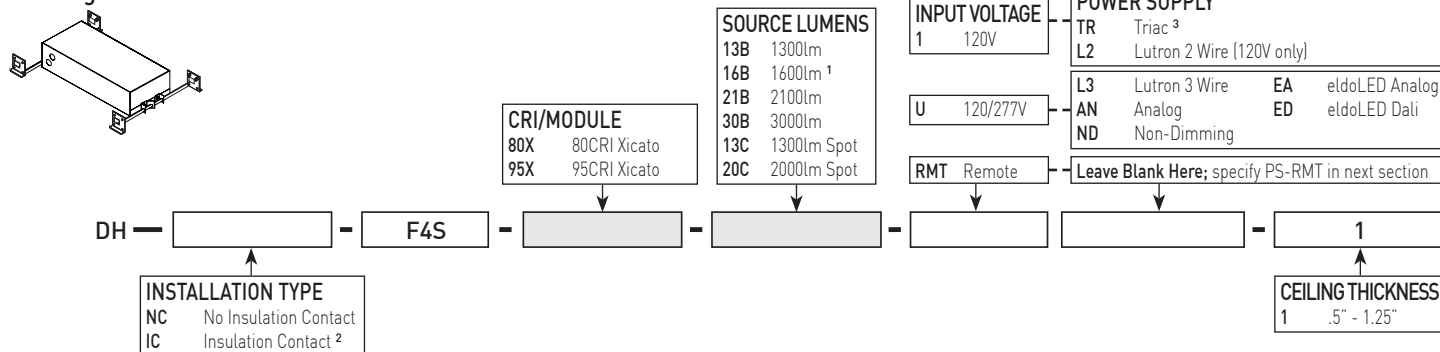 SOURCE LUMENS
13B 1300lm
16B 1600lm ¹
21B 2100lm
30B 3000lm
13C 1300lm Spot
20C 2000lm Spot
INPUT VOLTAGE
1 120V
U 120/277V
RMT Remote
POWER SUPPLY
TR Triac ³
L2 Lutron 2 Wire (120V only)
L3 Lutron 3 Wire EA eldoLED Analog
AN Analog ED eldoLED Dali
ND Non-Dimming
Leave Blank Here; specify PS-RMT in next section
CRI/MODULE
80X 80CRI Xicato
95X 95CRI Xicato
DH — - F4S - - - - 1
INSTALLATION TYPE
NC No Insulation Contact
IC Insulation Contact ²
CEILING THICKNESS
1 .5" - 1.25"